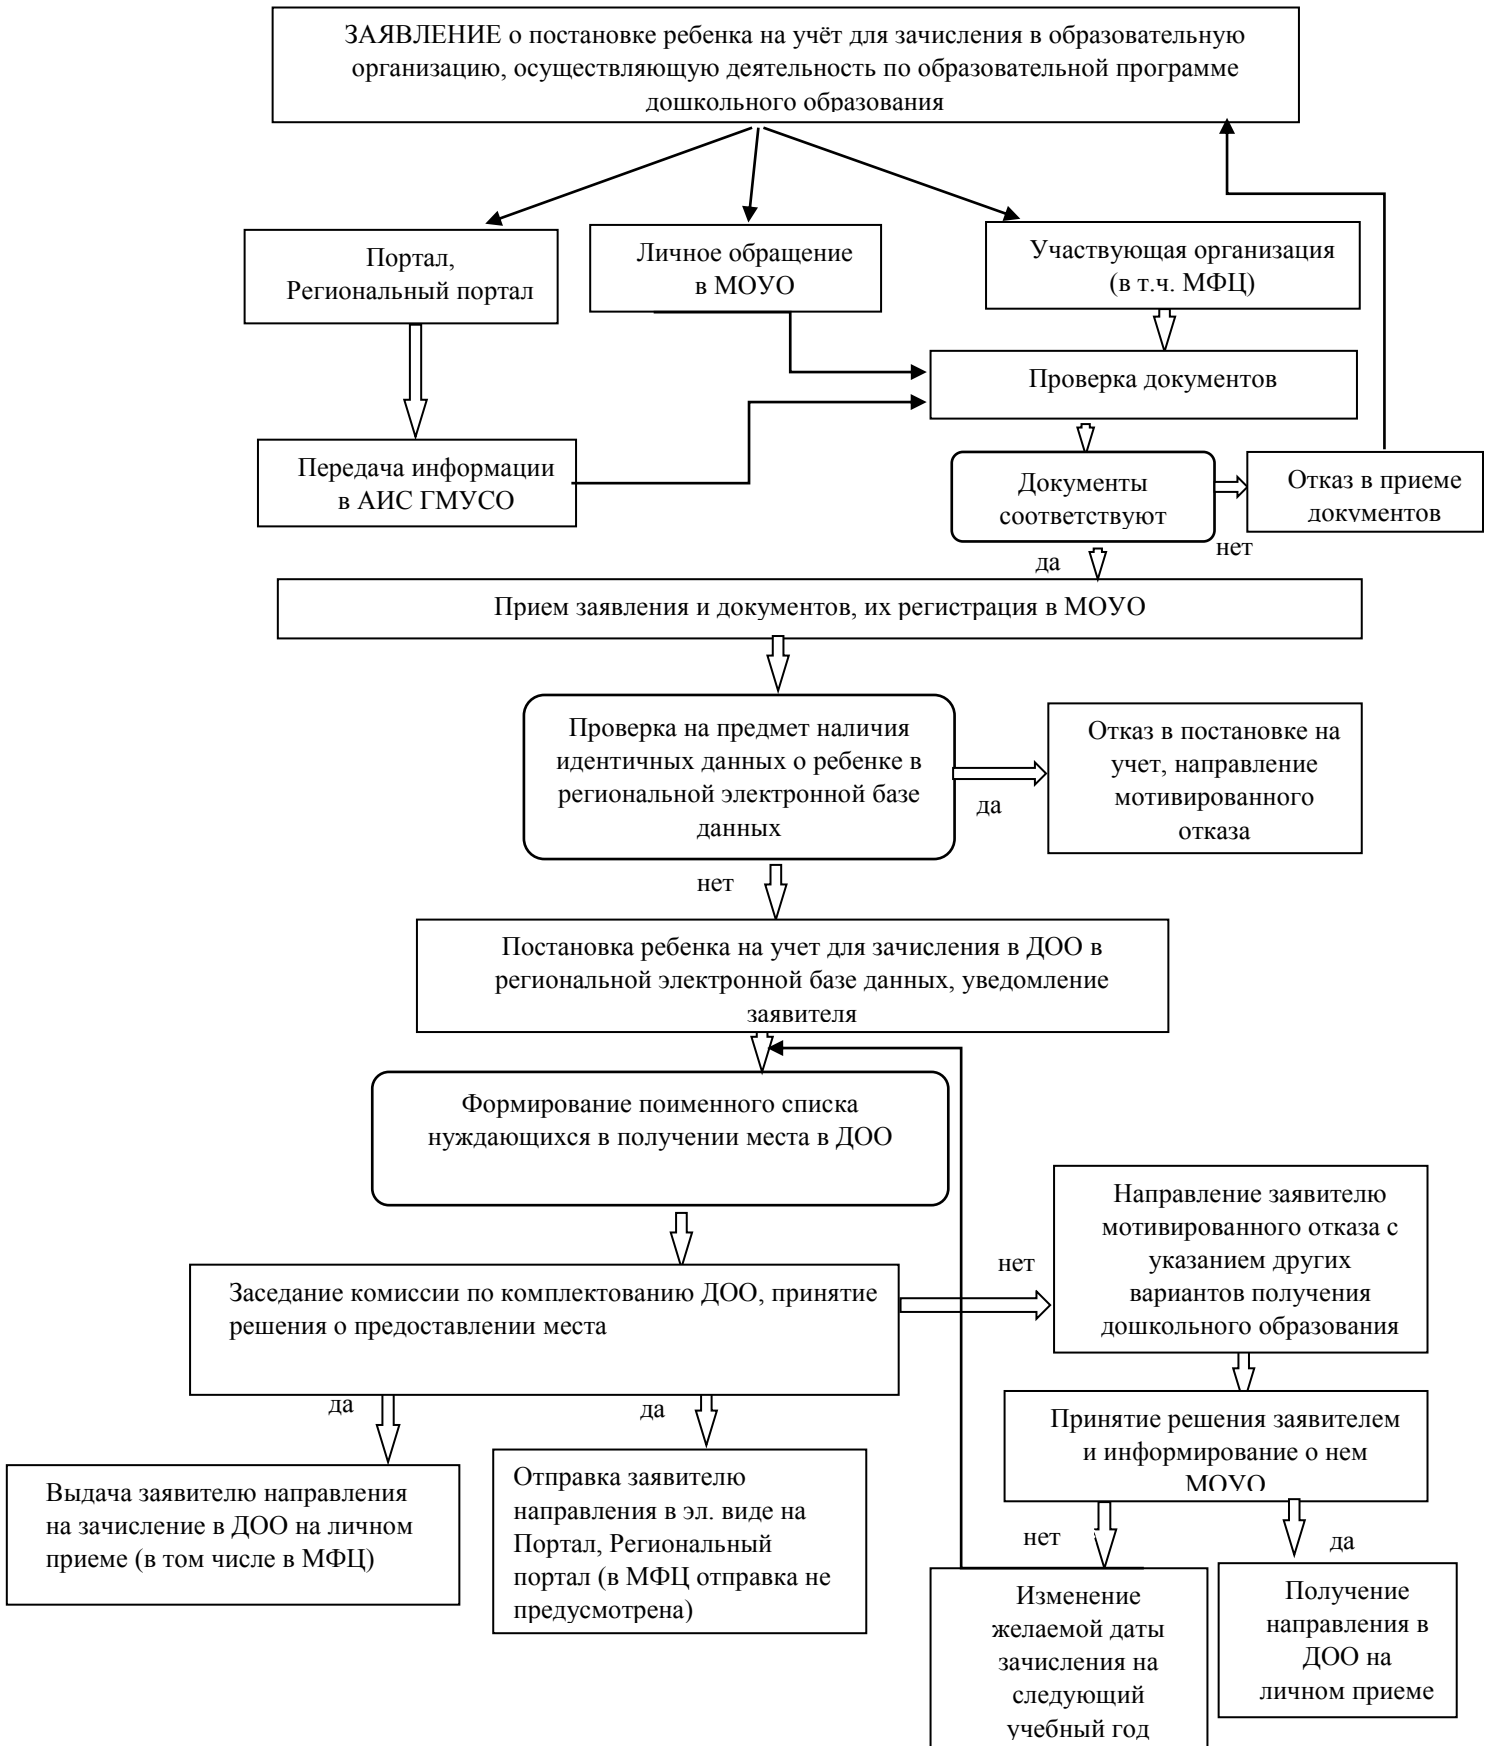 ЗАЯВЛЕНИЕ о постановке ребенка на учёт для зачисления в образовательную
организацию, осуществляющую деятельность по образовательной программе
дошкольного образования
Портал,
Региональный портал
Личное обращение
в МОУО
Участвующая организация
(в т.ч. МФЦ)
Проверка документов
Передача информации
в АИС ГМУСО
Документы
соответствуют
Отказ в приеме
документов
нет
да
Прием заявления и документов, их регистрация в МОУО
Проверка на предмет наличия
идентичных данных о ребенке в
региональной электронной базе
данных
да
Отказ в постановке на
учет, направление
мотивированного
отказа
нет
Постановка ребенка на учет для зачисления в ДОО в
региональной электронной базе данных, уведомление
заявителя
Формирование поименного списка
нуждающихся в получении места в ДОО
Заседание комиссии по комплектованию ДОО, принятие
решения о предоставлении места
нет
Направление заявителю
мотивированного отказа с
указанием других
вариантов получения
дошкольного образования
да
да
Принятие решения заявителем
и информирование о нем
МОУО
Выдача заявителю направления
на зачисление в ДОО на личном
приеме (в том числе в МФЦ)
Отправка заявителю
направления в эл. виде на
Портал, Региональный
портал (в МФЦ отправка не
предусмотрена)
нет
да
Изменение
желаемой даты
зачисления на
следующий
учебный год
Получение
направления в
ДОО на
личном приеме